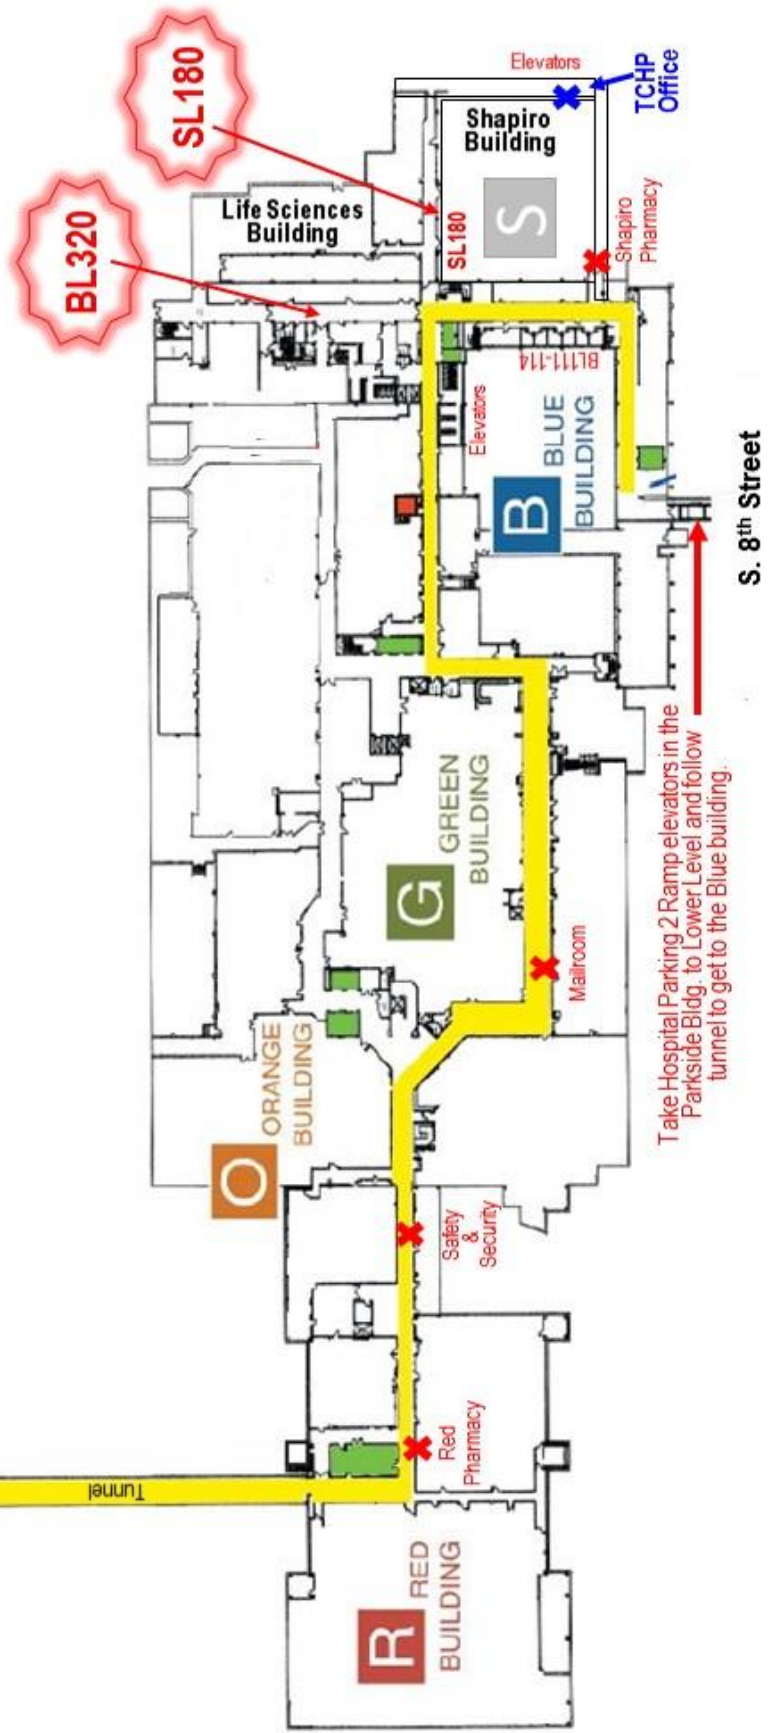 SL180
BL320
Elevators
TCHP
Office
Shapiro
Building
Life Sciences
Building
SL180
S
Shapiro
Pharmacy
BL111-114
Elevators
B
BLUE
BUILDING
S. 8th Street
Take Hospital Parking 2 Ramp elevators in the
Parkside Bldg. to Lower Level and follow
tunnel to get to the Blue building.
G
GREEN
BUILDING
Mailroom
O
ORANGE
BUILDING
Safety
&
Security
Red
Pharmacy
Tunnel
R
RED
BUILDING